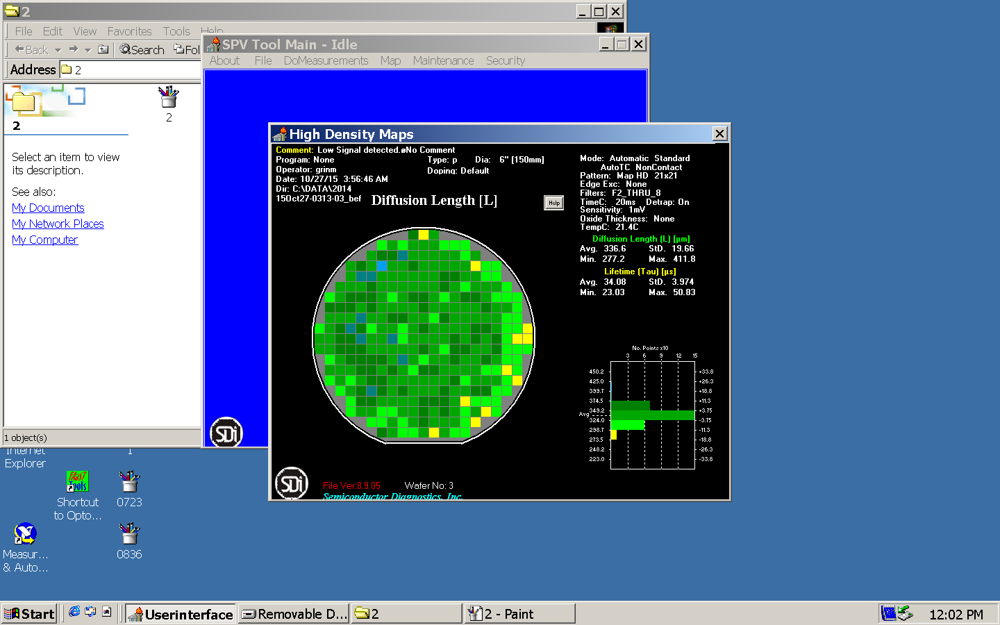 2
File Edit View Favorites Tools Help
Back Search Fol
Address 2
2
2
Select an item to view
its description.
See also:
My Documents
My Network Places
My Computer
1 object(s)
SPV Tool Main - Idle
About File DoMeasurements Map Maintenance Security
SDi
High Density Maps
Comment: Low Signal detected.øNo Comment
Program: None Type: p Dia: 6" [150mm]
Operator: grinm Doping: Default
Date: 10/27/15 3:56:46 AM
Dir: C:\DATA\2014
15Oct27-0313-03_bef Diffusion Length [L] Help
Mode: Automatic Standard
AutoTC NonContact
Pattern: Map HD 21x21
Edge Exc: None
Filters: F2_THRU_8
TimeC: 20ms Detrap: On
Sensitivity: 1mV
Oxide Thickness: None
TempC: 21.4C
Diffusion Length (L) [µm]
Avg. 336.6 StD. 19.66
Min. 277.2 Max. 411.8
Lifetime (Tau) [µs]
Avg. 34.08 StD. 3.974
Min. 23.03 Max. 50.83
No. Points x10
3 6 9 12 15
450.2 +33.8
425.0 +26.3
399.7 +18.8
374.5 +11.3
349.2 +3.75
Avg
324.0 -3.75
298.7 -11.3
273.5 -18.8
248.2 -26.3
223.0 -33.8
SDi
File Ver.8.9.05 Wafer No: 3
Semiconductor Diagnostics, Inc.
Internet
Explorer
1
FAaST
Tools
Shortcut
to Opto...
0723
Measur...
& Auto...
0836
Start Userinterface Removable D... 2 2 - Paint 12:02 PM